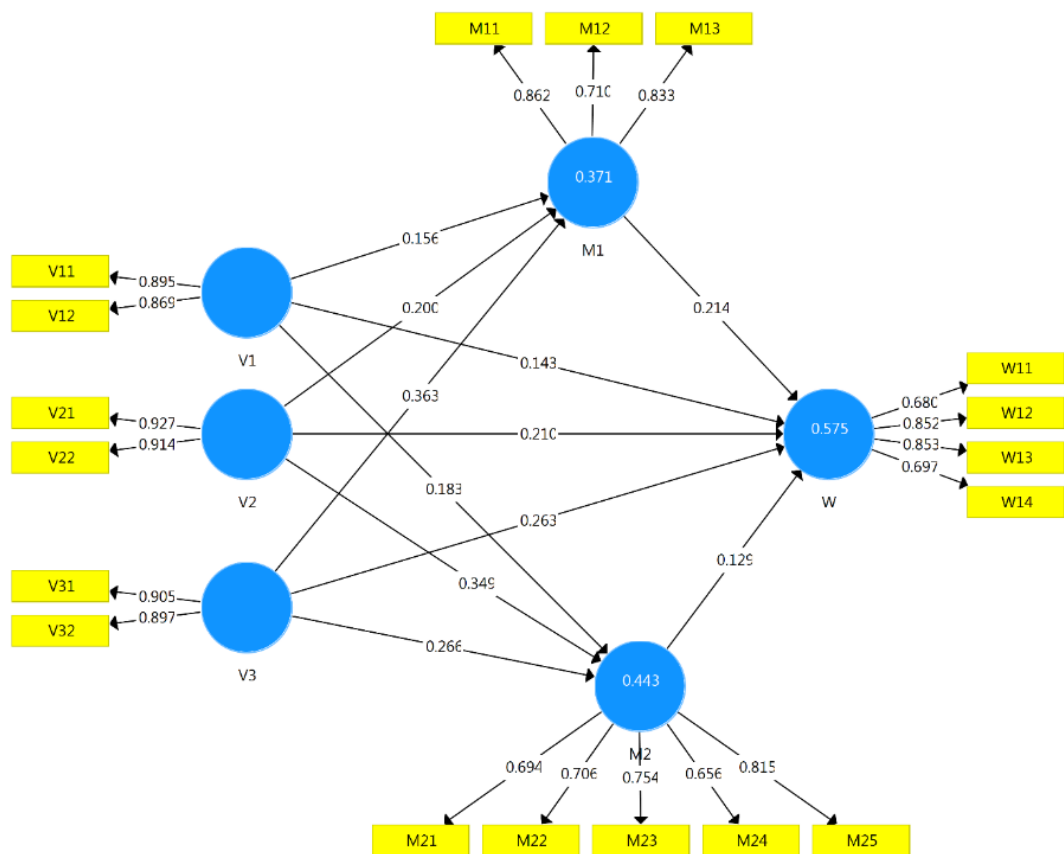 M11 M12 M13
0.862 0.710 0.833
0.371
M1
0.156
V11 0.895
V12 0.869
V1
0.200
0.214
0.143
0.363
W11
0.680
W12
0.852
V21 0.927
V22 0.914
V2
0.210
0.575
W
0.853
W13
0.697
W14
0.183
0.263
0.129
V31 0.905
V32 0.897
V3
0.349
0.266
0.443
M2
0.694 0.706 0.754 0.656 0.815
M21 M22 M23 M24 M25